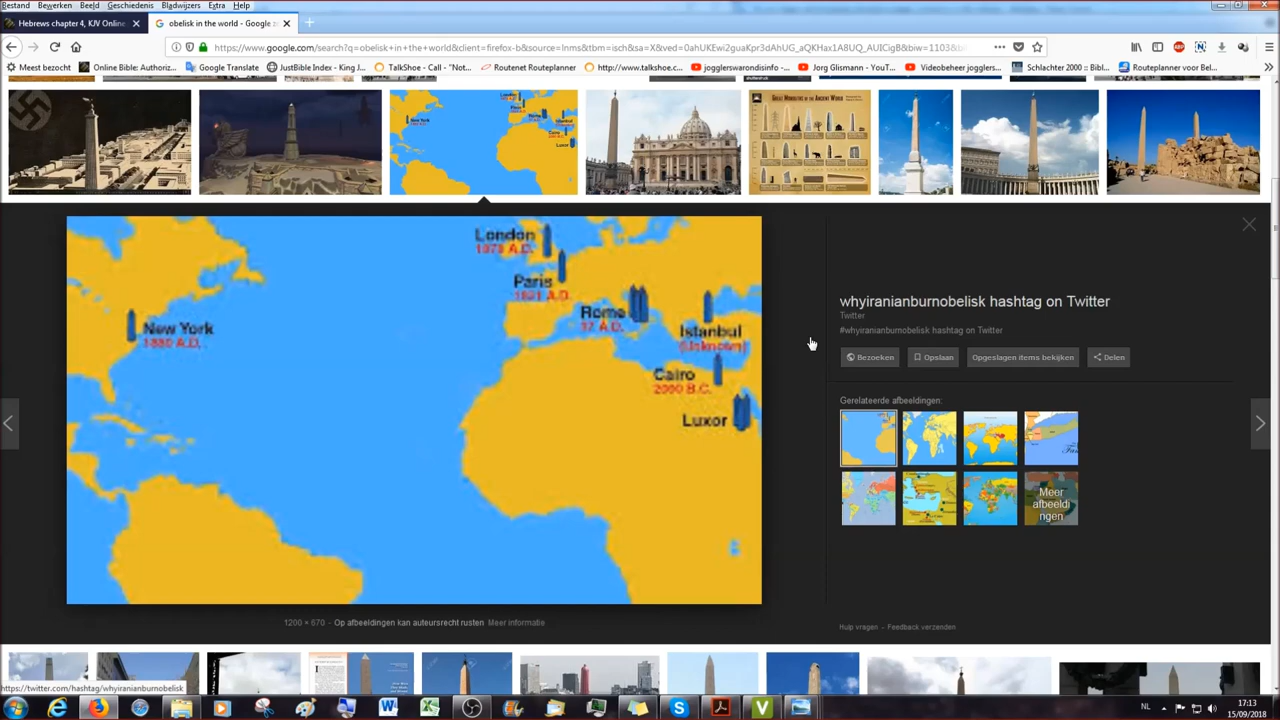 Bestand Bewerken Beeld Geschiedenis Bladwijzers Extra Help
Hebrews chapter 4, KJV Online
obelisk in the world - Google
https://www.google.com/search?q=obelisk+in+the+world&client=firefox-b&source=lnms&tbm=isch&sa=X&ved=
Meest bezocht
Online Bible: Authoriz...
Google Translate
JustBible Index - King J...
TalkShoe - Call - "Not...
Routenet Routeplanner
http://www.talkshoe.c...
jogglerswarondisinfo -...
Jorg Glismann - YouT...
Videobeheer jogglers...
Schlachter 2000 :: Bibl...
Routeplanner voor Bel...
London
Paris
New York
1880 A.D.
Rome
37 A.D.
Istanbul
(Unknown)
Cairo
2000 B.C.
Luxor
whyiranianburnobelisk hashtag on Twitter
Twitter
#whyiranianburnobelisk hashtag on Twitter
Bezoeken
Opslaan
Opgeslagen items bekijken
Delen
Gerelateerde afbeeldingen:
Meer
afbeeldi
ngen
1200 × 670 - Op afbeeldingen kan auteursrecht rusten Meer informatie
Hulp vragen - Feedback verzenden
https://twitter.com/hashtag/whyiranianburnobelisk
NL
17:13
15/09/2018